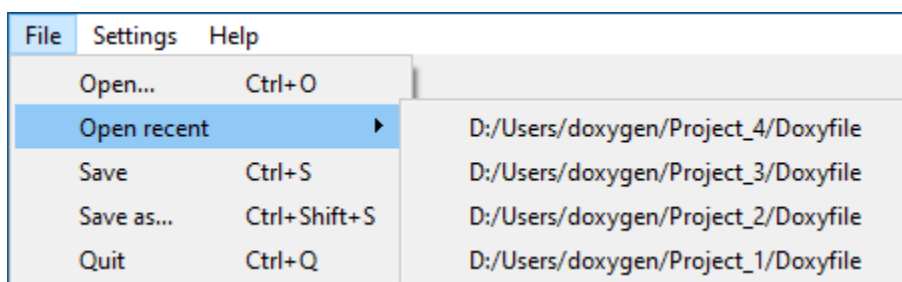 File Settings Help
Open... Ctrl+O
Open recent D:/Users/doxygen/Project_4/Doxyfile
Save Ctrl+S D:/Users/doxygen/Project_3/Doxyfile
Save as... Ctrl+Shift+S D:/Users/doxygen/Project_2/Doxyfile
Quit Ctrl+Q D:/Users/doxygen/Project_1/Doxyfile